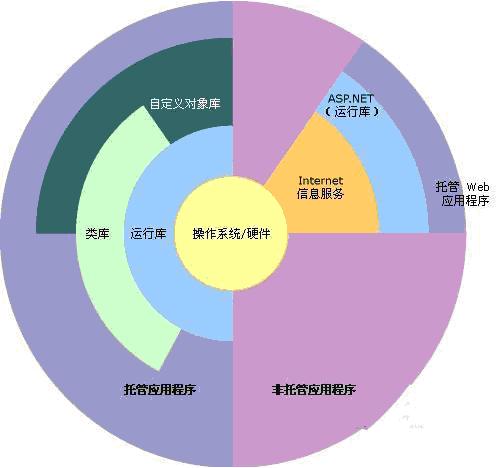 自定义对象库
ASP.NET
（运行库）
Internet
信息服务
托管 Web
应用程序
类库
运行库
操作系统/硬件
托管应用程序
非托管应用程序